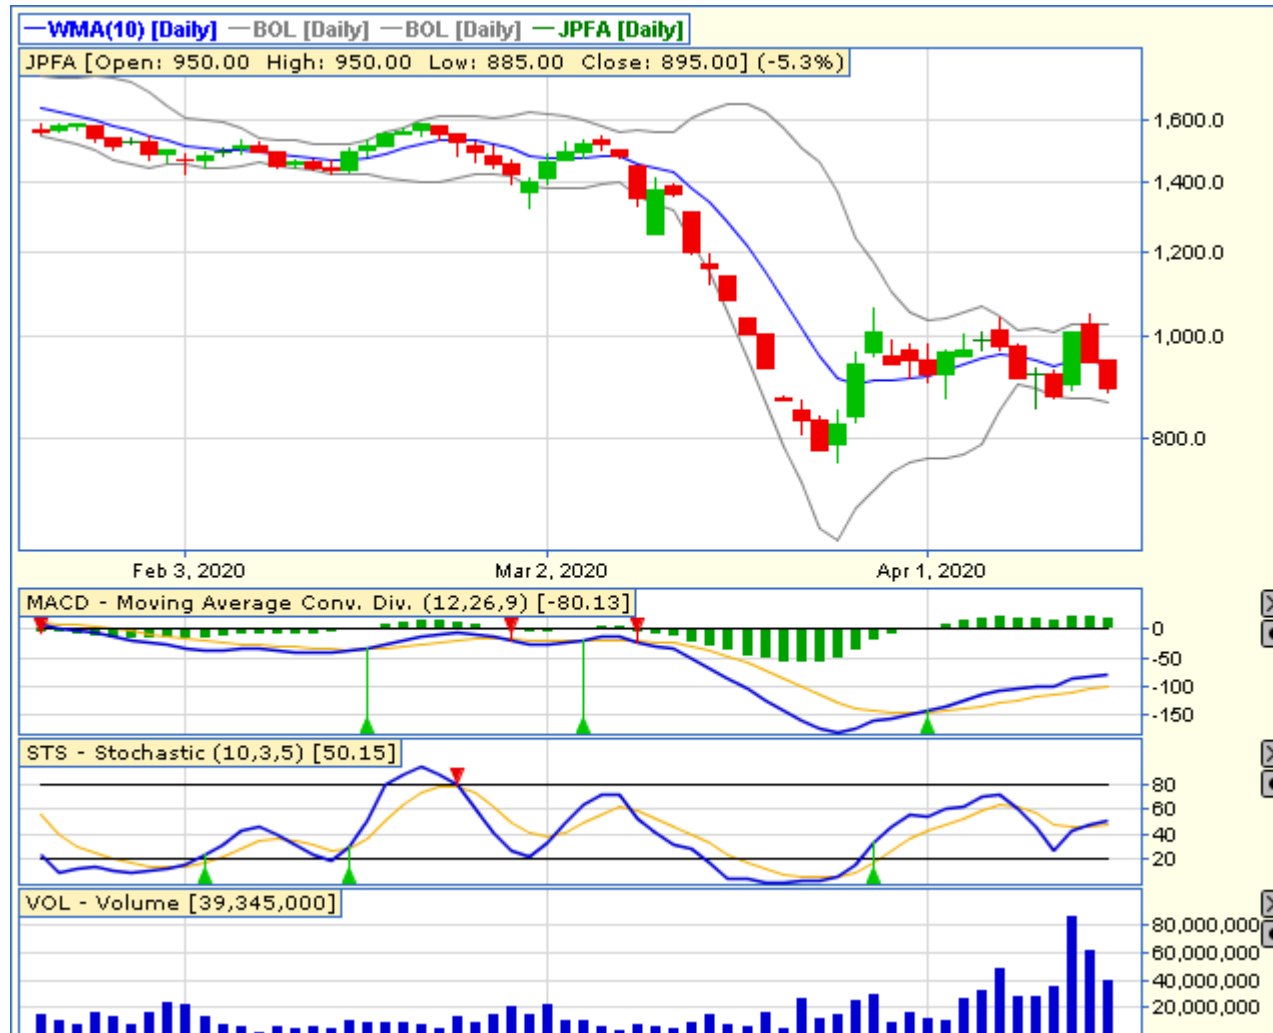 WMA(10) [Daily] BOL [Daily] BOL [Daily] JPFA [Daily]
JPFA [Open: 950.00 High: 950.00 Low: 885.00 Close: 895.00] (-5.3%)
1,600.0
1,400.0
1,200.0
1,000.0
800.0
Feb 3, 2020 Mar 2, 2020 Apr 1, 2020
MACD - Moving Average Conv. Div. (12,26,9) [-80.13]
0
-50
-100
-150
STS - Stochastic (10,3,5) [50.15]
80
60
40
20
VOL - Volume [39,345,000]
80,000,000
60,000,000
40,000,000
20,000,000